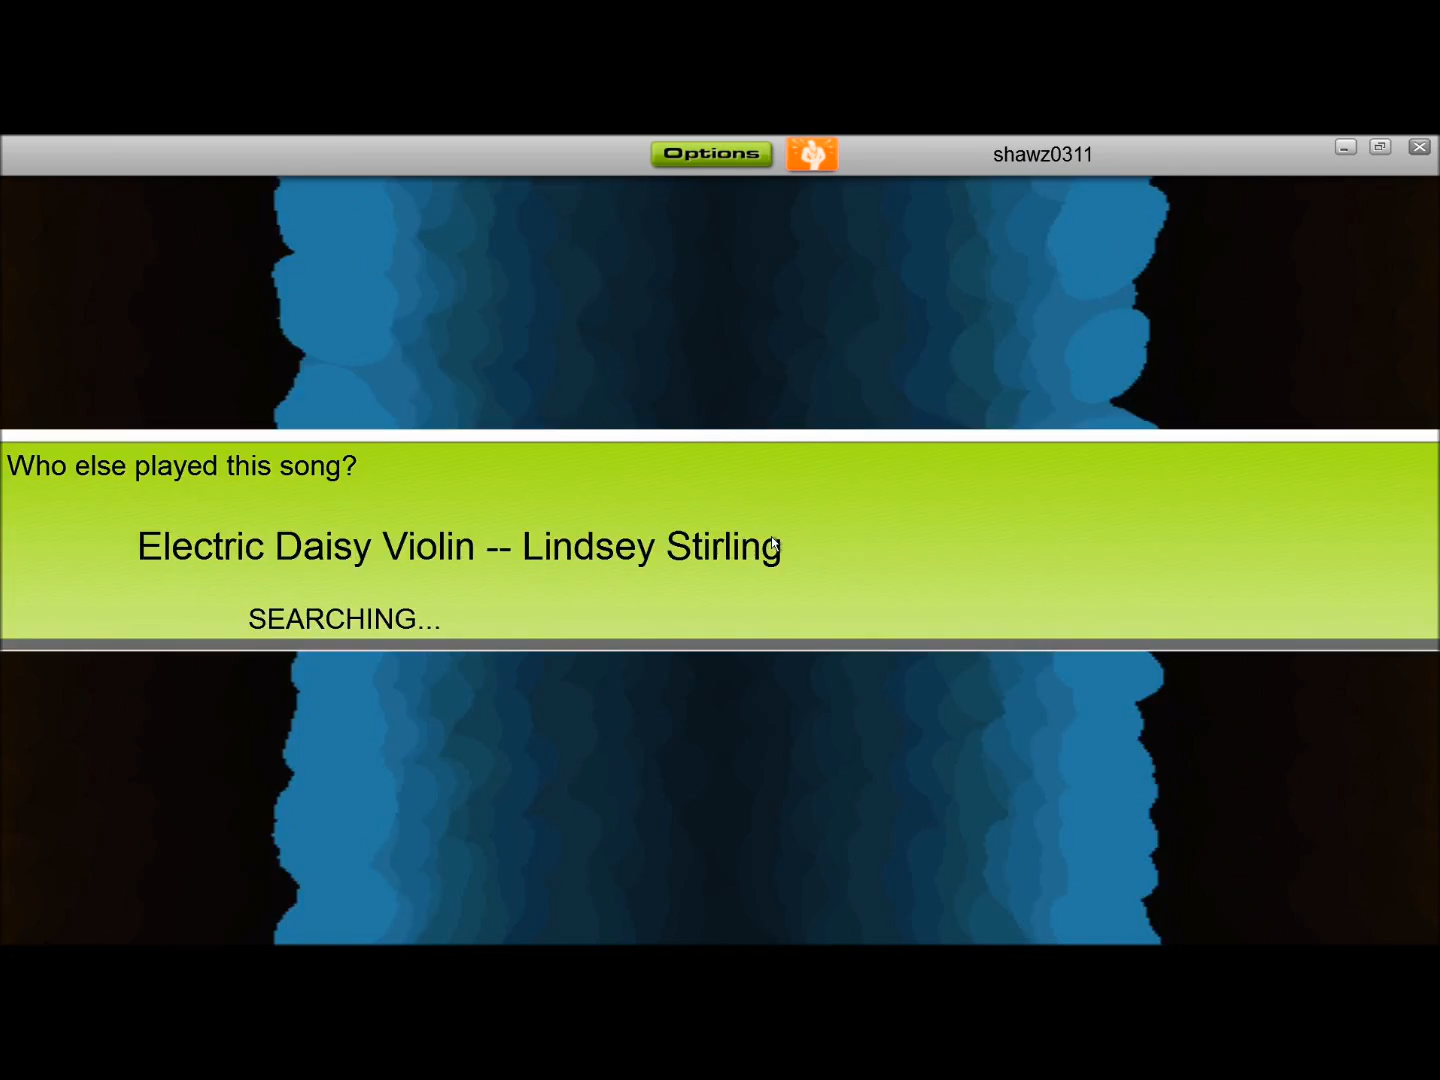 Options
shawz0311
Who else played this song?
Electric Daisy Violin -- Lindsey Stirling
SEARCHING...